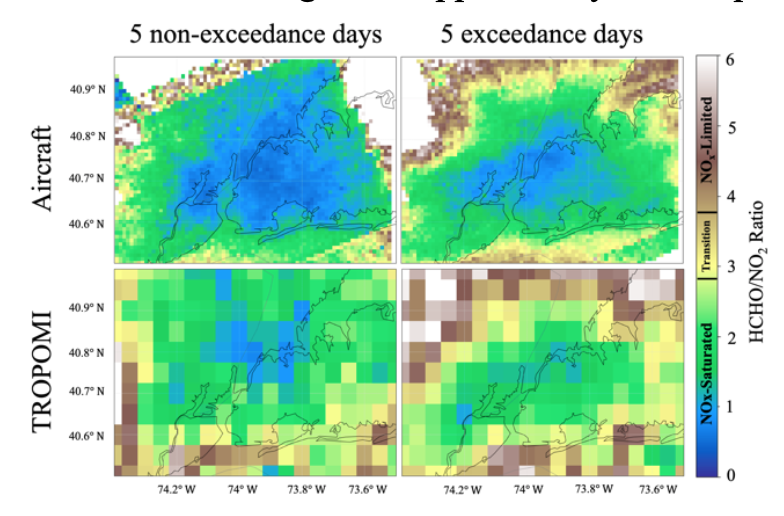 5 non-exceedance days
5 exceedance days
Aircraft
40.9° N
40.8° N
40.7° N
40.6° N
TROPOMI
40.9° N
40.8° N
40.7° N
40.6° N
74.2° W
74° W
73.8° W
73.6° W
74.2° W
74° W
73.8° W
73.6° W
6
5
4
3
2
1
0
NOx-Limited
Transition
NOx-Saturated
HCHO/NO2 Ratio